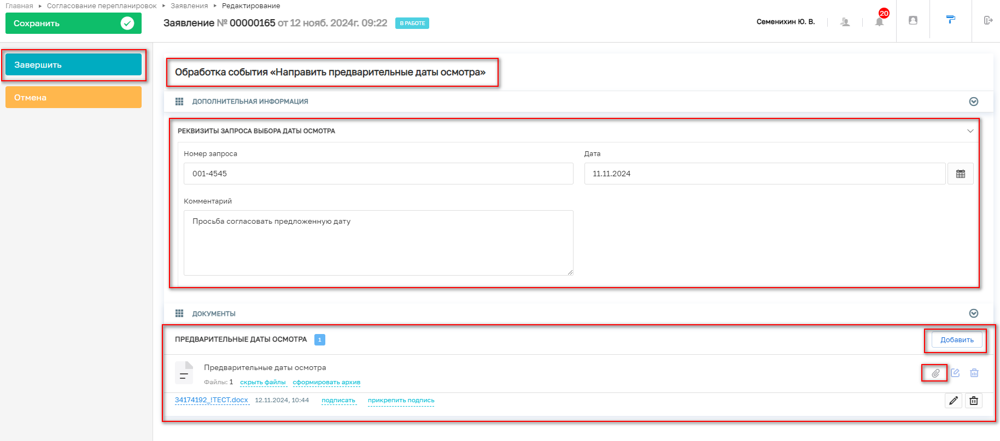 Главная ▸ Согласование перепланировок ▸ Заявления ▸ Редактирование
Сохранить
Заявление № 00000165 от 12 нояб. 2024г. 09:22 В РАБОТЕ
Семенихин Ю. В.
20
Завершить
Отмена
Обработка события «Направить предварительные даты осмотра»
ДОПОЛНИТЕЛЬНАЯ ИНФОРМАЦИЯ
РЕКВИЗИТЫ ЗАПРОСА ВЫБОРА ДАТЫ ОСМОТРА
Номер запроса Дата
001-4545 11.11.2024
Комментарий
Просьба согласовать предложенную дату
ДОКУМЕНТЫ
ПРЕДВАРИТЕЛЬНЫЕ ДАТЫ ОСМОТРА 1 Добавить
Предварительные даты осмотра
Файлы: 1 скрыть файлы сформировать архив
34174192_!ТЕСТ.docx 12.11.2024, 10:44 подписать прикрепить подпись